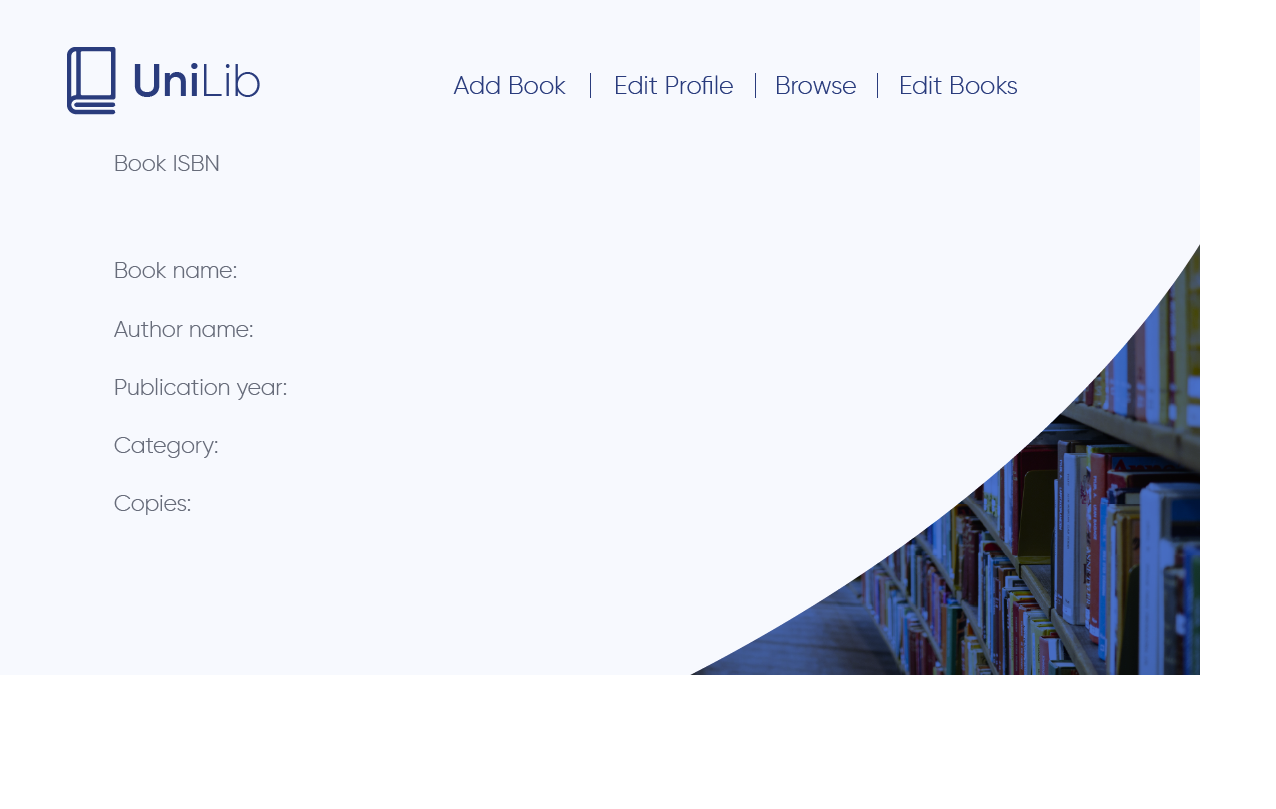 UniLib
Add Book | Edit Profile | Browse | Edit Books
Book ISBN
Book name:
Author name:
Publication year:
Category:
Copies: